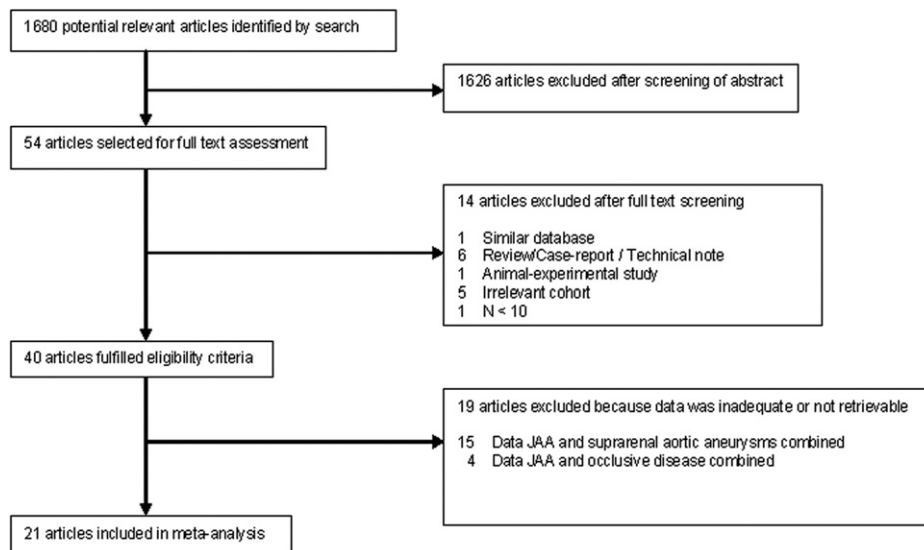 1680 potential relevant articles identified by search
1626 articles excluded after screening of abstract
54 articles selected for full text assessment
14 articles excluded after full text screening
1 Similar database
6 Review/Case-report / Technical note
1 Animal-experimental study
5 Irrelevant cohort
1 N < 10
40 articles fulfilled eligibility criteria
19 articles excluded because data was inadequate or not retrievable
15 Data JAA and suprarenal aortic aneurysms combined
4 Data JAA and occlusive disease combined
21 articles included in meta-analysis